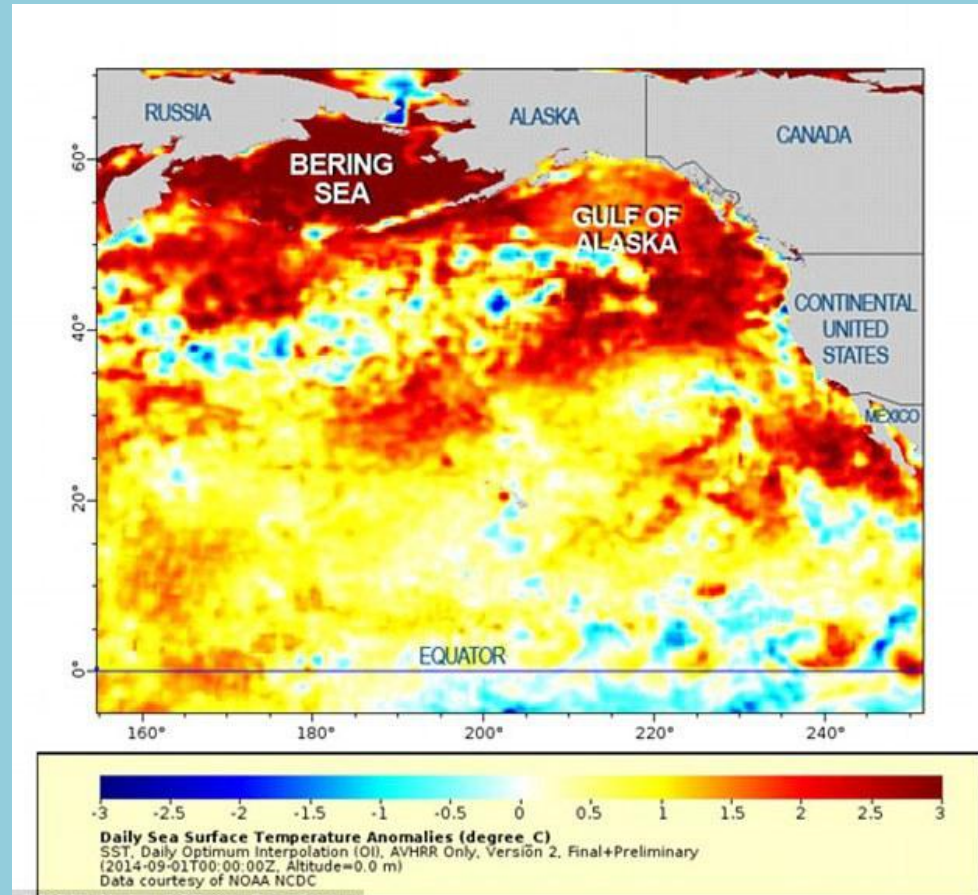 RUSSIA
ALASKA
CANADA
BERING
SEA
GULF OF
ALASKA
CONTINENTAL
UNITED
STATES
MEXICO
EQUATOR
60°
40°
20°
0°
160° 180° 200° 220° 240°
-3 -2.5 -2 -1.5 -1 -0.5 0 0.5 1 1.5 2 2.5 3
Daily Sea Surface Temperature Anomalies (degree_C)
SST, Daily Optimum Interpolation (OI), AVHRR Only, Version 2, Final+Preliminary
(2014-09-01T00:00:00Z, Altitude=0.0 m)
Data courtesy of NOAA NCDC